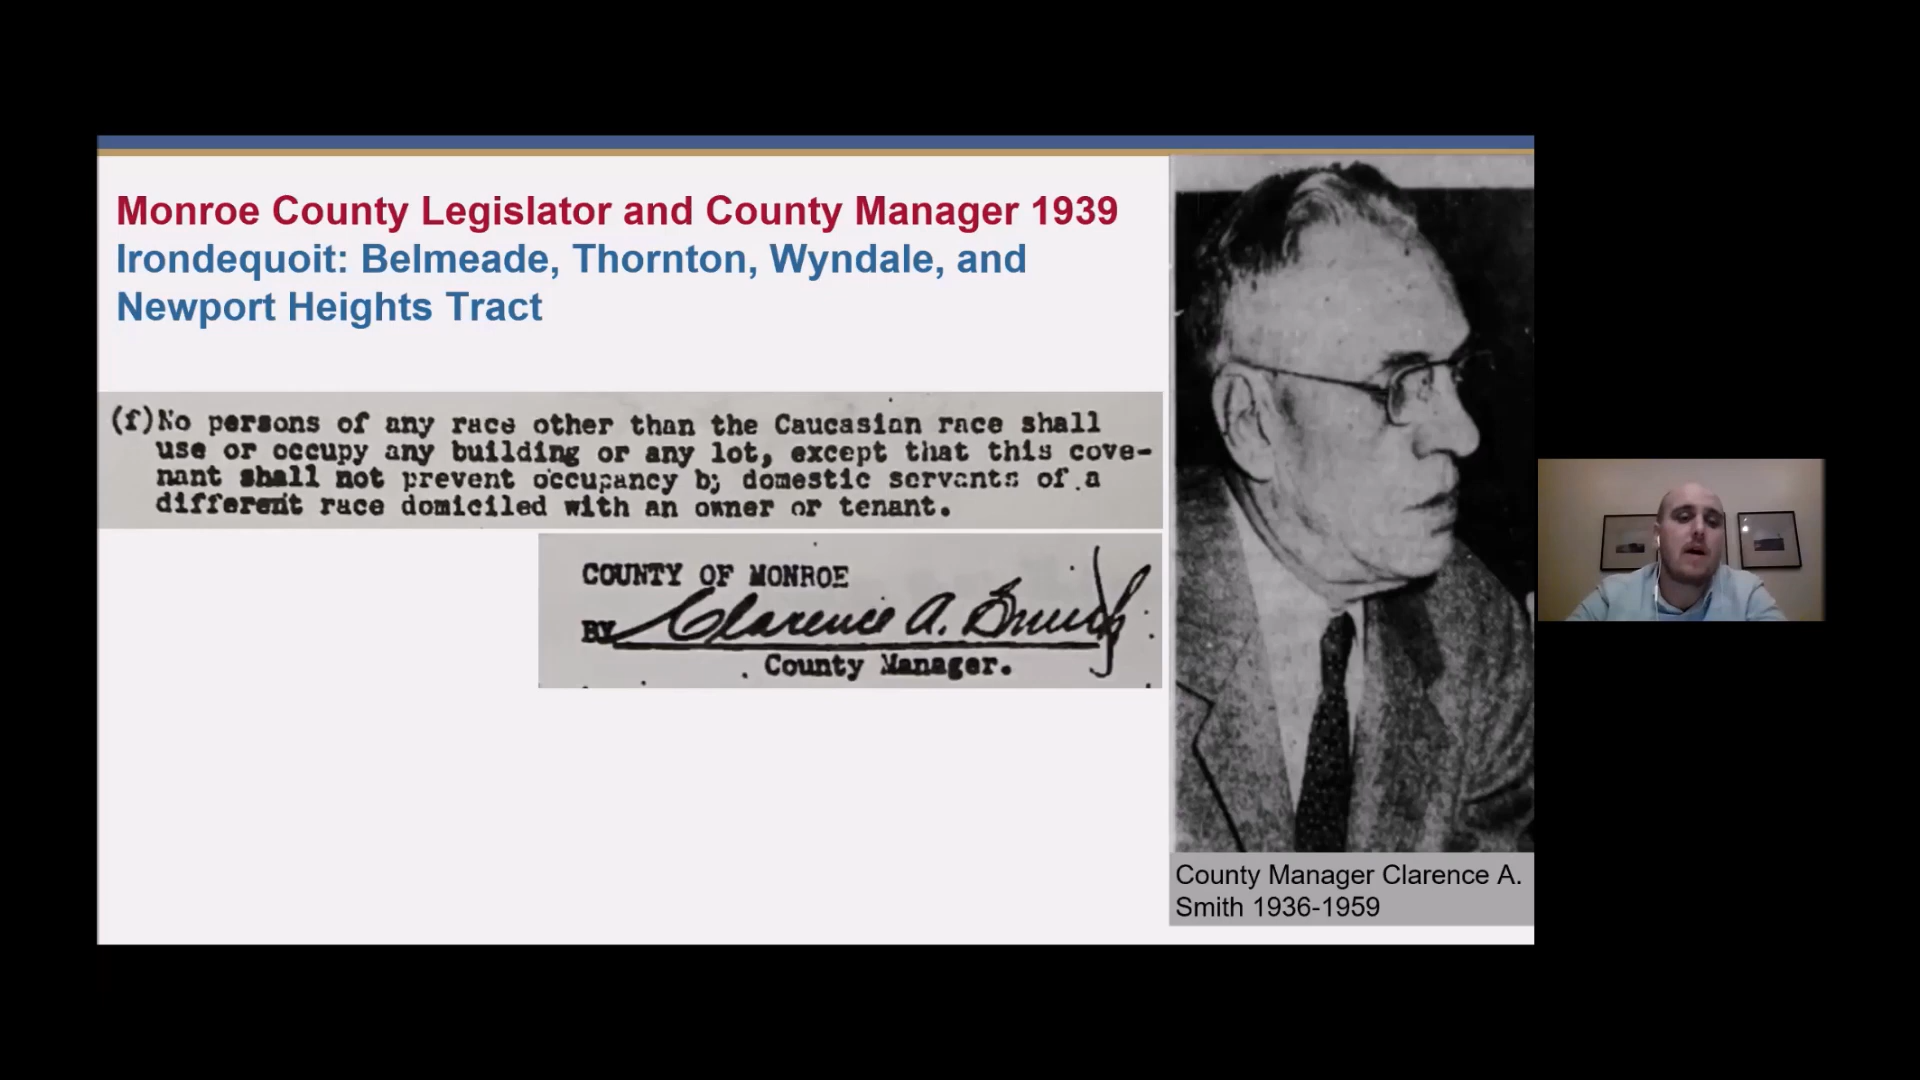 Monroe County Legislator and County Manager 1939
Irondequoit: Belmeade, Thornton, Wyndale, and
Newport Heights Tract
(f)No persons of any race other than the Caucasian race shall
use or occupy any building or any lot, except that this cove-
nant shall not prevent occupancy by domestic servants of a
different race domiciled with an owner or tenant.
COUNTY OF MONROE
BY Clarence A. Smith
County Manager.
County Manager Clarence A.
Smith 1936-1959